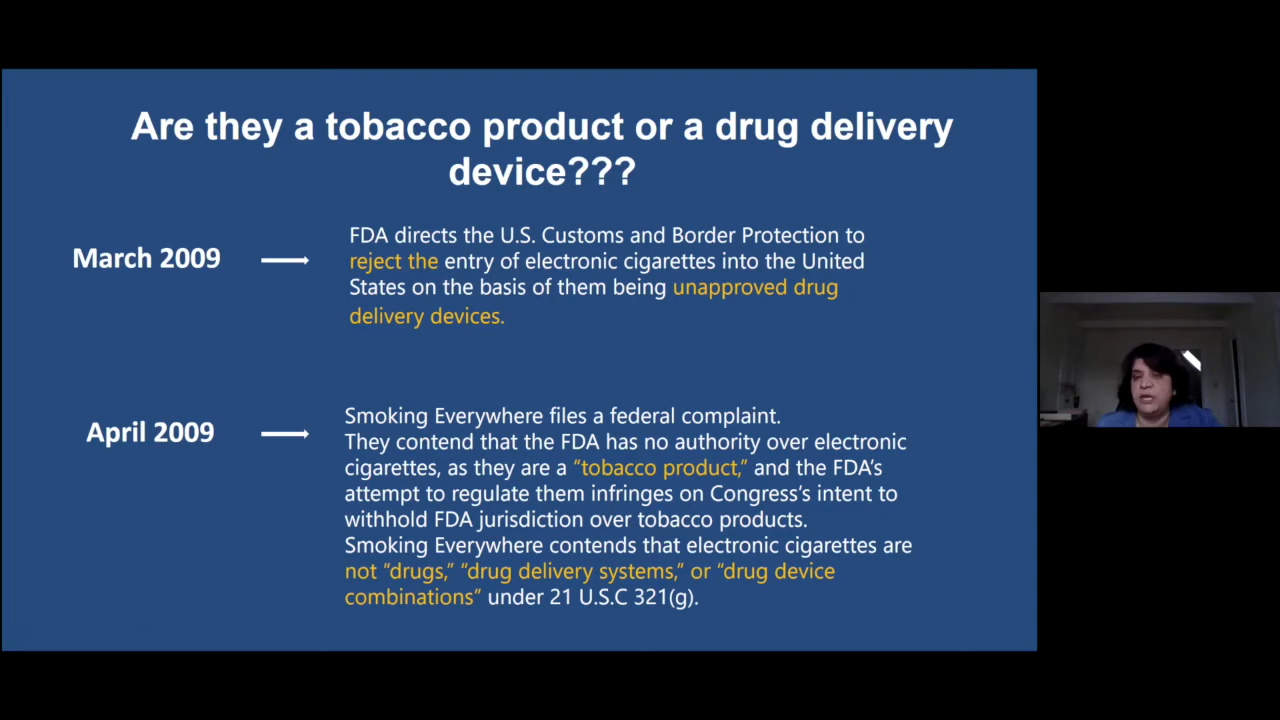 Are they a tobacco product or a drug delivery
device???
March 2009
FDA directs the U.S. Customs and Border Protection to
reject the entry of electronic cigarettes into the United
States on the basis of them being unapproved drug
delivery devices.
April 2009
Smoking Everywhere files a federal complaint.
They contend that the FDA has no authority over electronic
cigarettes, as they are a “tobacco product,” and the FDA’s
attempt to regulate them infringes on Congress’s intent to
withhold FDA jurisdiction over tobacco products.
Smoking Everywhere contends that electronic cigarettes are
not “drugs,” “drug delivery systems,” or “drug device
combinations” under 21 U.S.C 321(g).